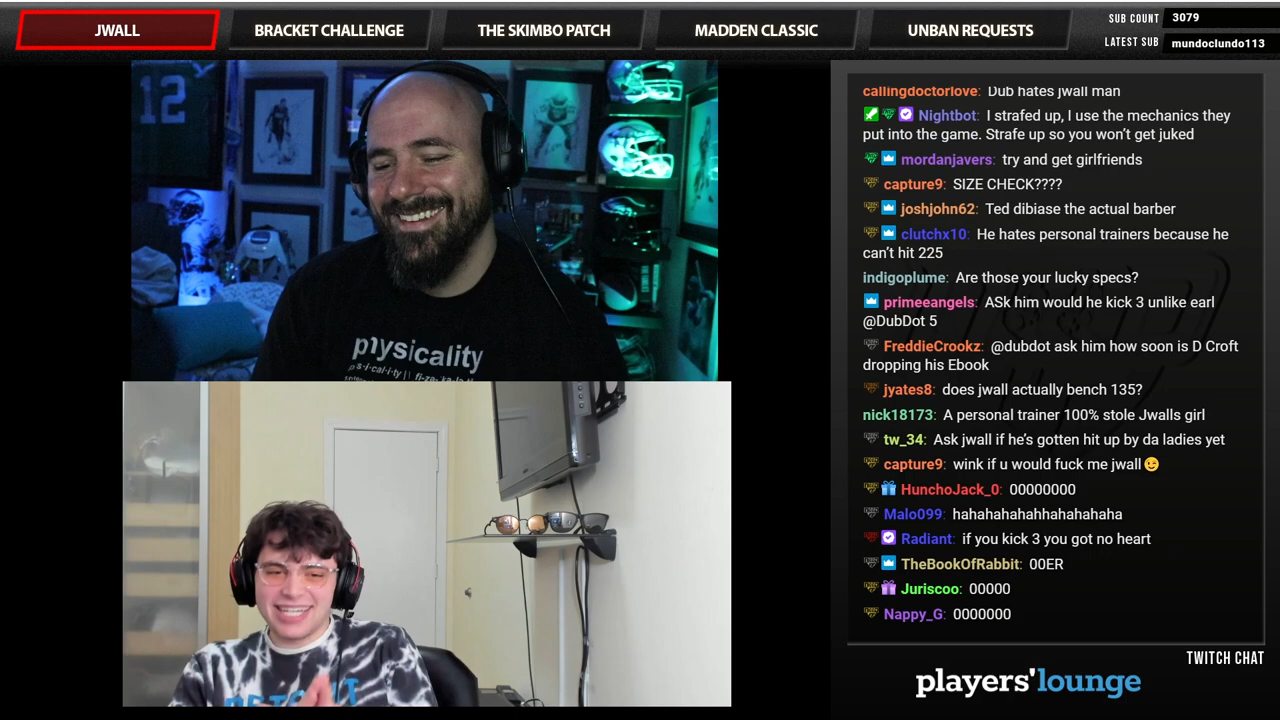 JWALL
BRACKET CHALLENGE
THE SKIMBO PATCH
MADDEN CLASSIC
UNBAN REQUESTS
SUB COUNT 3079
LATEST SUB mundoclundo113
12
physicality
callingdoctorlove: Dub hates jwall man
Nightbot: I strafed up, I use the mechanics they
put into the game. Strafe up so you won't get juked
mordanjavers: try and get girlfriends
capture9: SIZE CHECK????
joshjohn62: Ted dibiase the actual barber
clutchx10: He hates personal trainers because he
can't hit 225
indigoplume: Are those your lucky specs?
primeeangels: ASk him would he kick 3 unlike earl
@DubDot 5
FreddieCrookz: @dubdot ask him how soon is D Croft
dropping his Ebook
jyates8: does jwall actually bench 135?
nick18173: A personal trainer 100% stole Jwalls girl
tw_34: Ask jwall if he's gotten hit up by da ladies yet
capture9: wink if u would fuck me jwall😉
HunchoJack_0: 00000000
Malo099: hahahahahahhahahahaha
Radiant: if you kick 3 you got no heart
TheBookOfRabbit: 00ER
Juriscoo: 00000
Nappy_G: 0000000
TWITCH CHAT
players'lounge